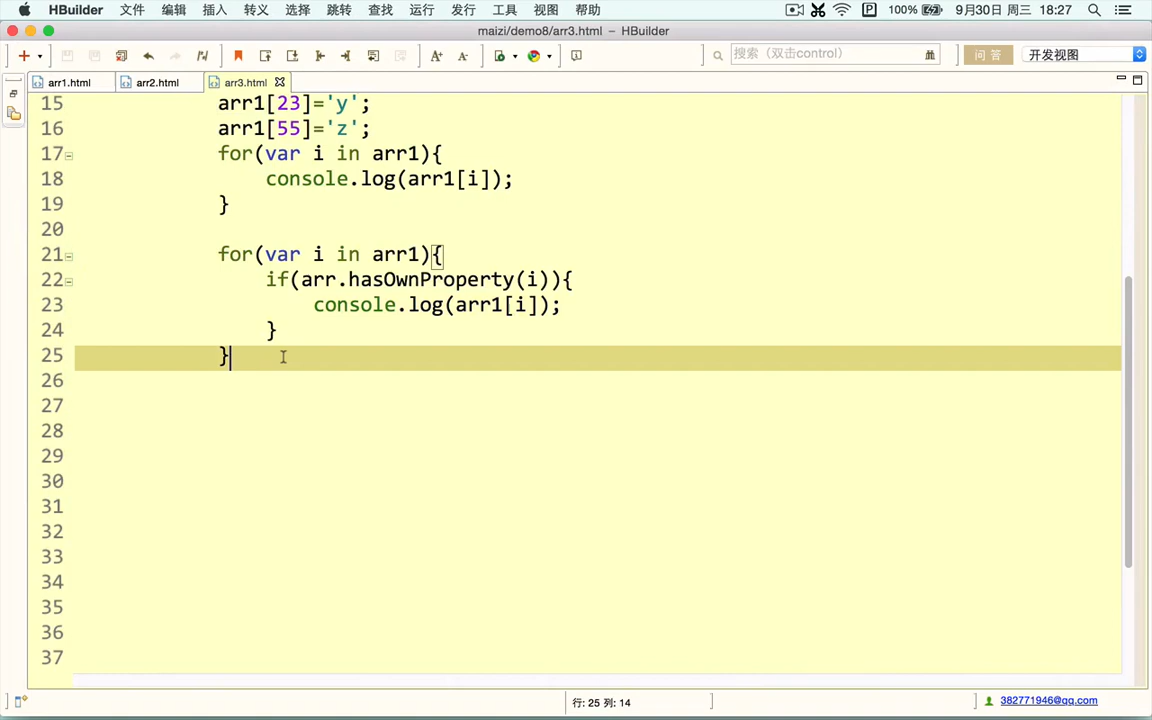 HBuilder 文件 编辑 插入 转义 选择 跳转 查找 运行 发行 工具 视图 帮助 100% 9月30日 周三 18:27
maizi/demo8/arr3.html – HBuilder
搜索（双击control） 问答 开发视图
arr1.html arr2.html arr3.html
15 arr1[23]='y';
16 arr1[55]='z';
17 for(var i in arr1){
18 console.log(arr1[i]);
19 }
20
21 for(var i in arr1){
22 if(arr.hasOwnProperty(i)){
23 console.log(arr1[i]);
24 }
25 }
26
27
28
29
30
31
32
33
34
35
36
37
行: 25 列: 14 382771946@qq.com